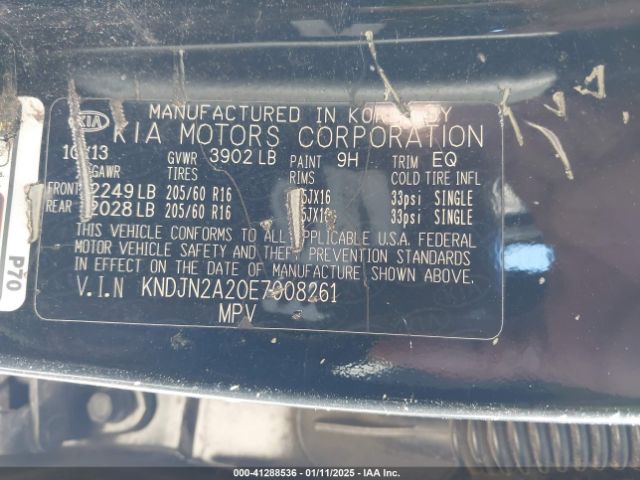 KIA
MANUFACTURED IN KOREA BY
KIA MOTORS CORPORATION
GVWR 3902 LB PAINT 9H TRIM EQ
GAWR TIRES RIMS COLD TIRE INFL
FRONT 2249 LB 205/60 R16 33psi SINGLE
REAR 2028 LB 205/60 R16 33psi SINGLE
THIS VEHICLE CONFORMS TO ALL APPLICABLE U.S.A. FEDERAL
MOTOR VEHICLE SAFETY AND THEFT PREVENTION STANDARDS
IN EFFECT ON THE DATE OF MANUFACTURE SHOWN ABOVE.
V.I.N KNDJN2A20E7008261
MPV
P70
000-41288536 - 01/11/2025 - IAA Holdings, LLC.